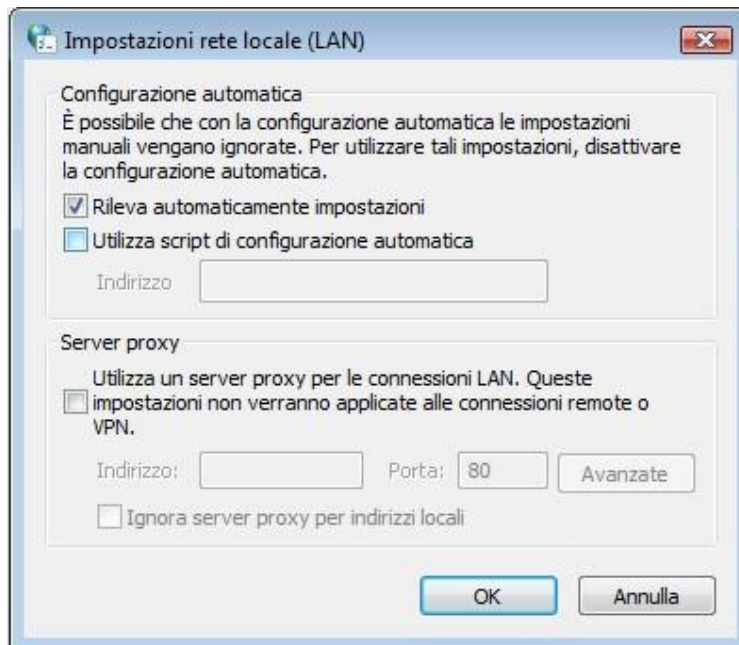 Impostazioni rete locale (LAN)
Configurazione automatica
È possibile che con la configurazione automatica le impostazioni
manuali vengano ignorate. Per utilizzare tali impostazioni, disattivare
la configurazione automatica.
Rileva automaticamente impostazioni
Utilizza script di configurazione automatica
Indirizzo
Server proxy
Utilizza un server proxy per le connessioni LAN. Queste
impostazioni non verranno applicate alle connessioni remote o
VPN.
Indirizzo: Porta: 80 Avanzate
Ignora server proxy per indirizzi locali
OK Annulla